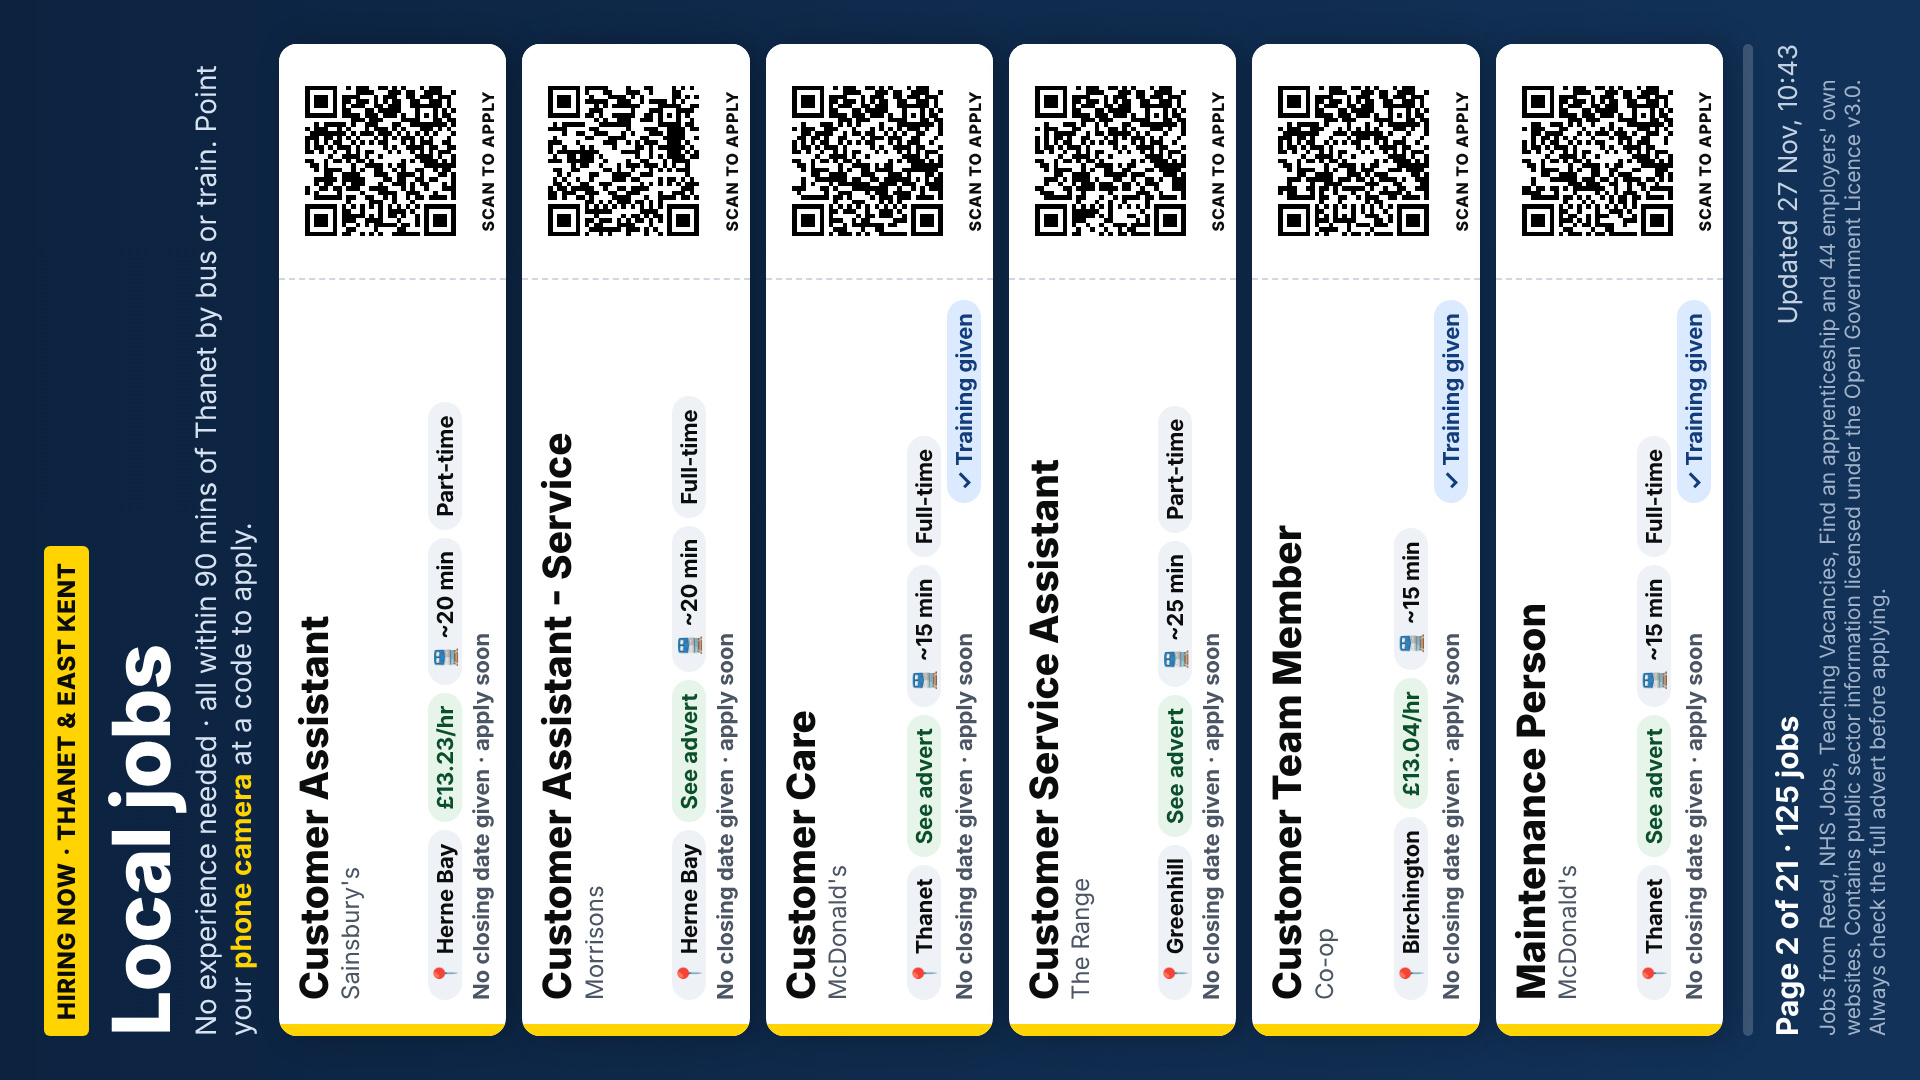 HIRING NOW · THANET & EAST KENT
Local jobs
No experience needed · all within 90 mins of Thanet by bus or train. Point
your phone camera at a code to apply.
Customer Assistant
Sainsbury's
📍 Herne Bay £13.23/hr 🚆 ~20 min Part-time
No closing date given · apply soon
SCAN TO APPLY
Customer Assistant - Service
Morrisons
📍 Herne Bay See advert 🚆 ~20 min Full-time
No closing date given · apply soon
SCAN TO APPLY
Customer Care
McDonald's
📍 Thanet See advert 🚆 ~15 min Full-time
No closing date given · apply soon
✓ Training given
SCAN TO APPLY
Customer Service Assistant
The Range
📍 Greenhill See advert 🚆 ~25 min Part-time
No closing date given · apply soon
SCAN TO APPLY
Customer Team Member
Co-op
📍 Birchington £13.04/hr 🚆 ~15 min
No closing date given · apply soon
✓ Training given
SCAN TO APPLY
Maintenance Person
McDonald's
📍 Thanet See advert 🚆 ~15 min Full-time
No closing date given · apply soon
✓ Training given
SCAN TO APPLY
Page 2 of 21 · 125 jobs
Updated 27 Nov, 10:43
Jobs from Reed, NHS Jobs, Teaching Vacancies, Find an apprenticeship and 44 employers' own
websites. Contains public sector information licensed under the Open Government Licence v3.0.
Always check the full advert before applying.